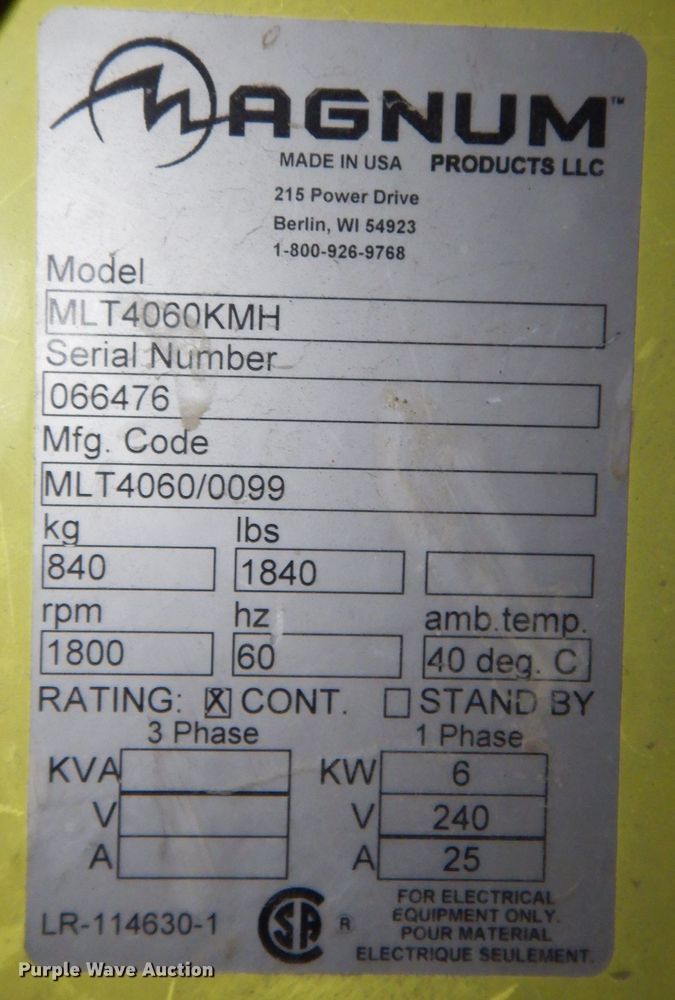 MAGNUM™
MADE IN USA PRODUCTS LLC
215 Power Drive
Berlin, WI 54923
1-800-926-9768
Model
MLT4060KMH
Serial Number
066476
Mfg. Code
MLT4060/0099
kg lbs
840 1840
rpm hz amb.temp.
1800 60 40 deg. C
RATING: X CONT. STAND BY
3 Phase 1 Phase
KVA KW 6
V V 240
A A 25
LR-114630-1 SA ®
FOR ELECTRICAL
EQUIPMENT ONLY.
POUR MATERIAL
ELECTRIQUE SEULEMENT.
Purple Wave Auction